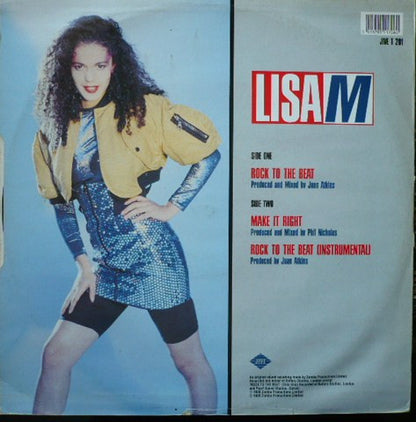 JIVE T 201
LISA M
SIDE ONE
ROCK TO THE BEAT
Produced and Mixed by Juan Atkins
SIDE TWO
MAKE IT RIGHT
Produced and Mixed by Phil Nicholas
ROCK TO THE BEAT (INSTRUMENTAL)
Produced by Juan Atkins
JIVE